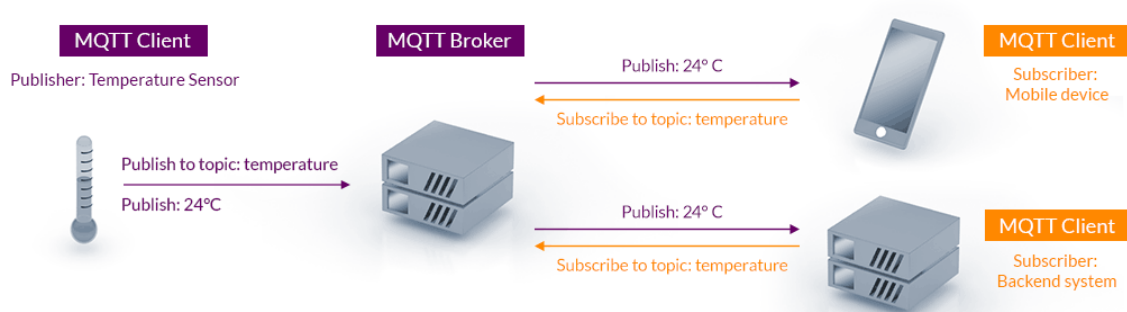 MQTT Client
Publisher: Temperature Sensor
Publish to topic: temperature
Publish: 24°C
MQTT Broker
Publish: 24° C
Subscribe to topic: temperature
MQTT Client
Subscriber:
Mobile device
Publish: 24° C
Subscribe to topic: temperature
MQTT Client
Subscriber:
Backend system